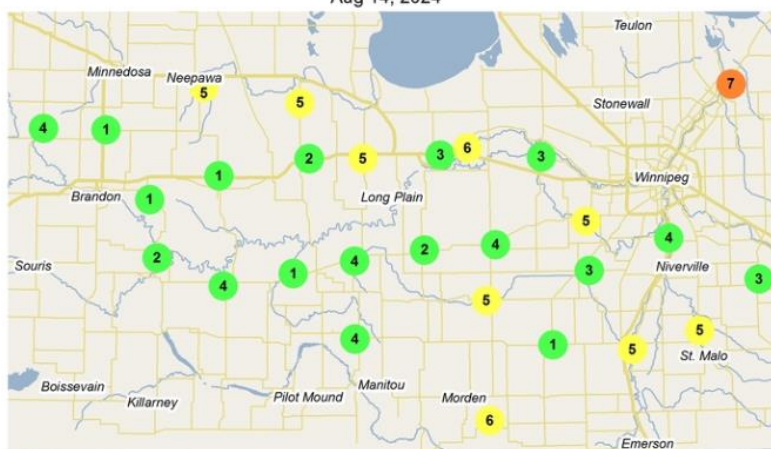 Aug 14, 2024
Teulon
Minnedosa
Neepawa
7
5
5
Stonewall
4
1
6
2
5
3
3
1
Winnipeg
Brandon
1
Long Plain
5
4
2
4
2
4
Souris
1
3
Niverville
3
4
5
4
1
5
5
St. Malo
Boissevain
Manitou
Killarney
Pilot Mound
Morden
6
Emerson